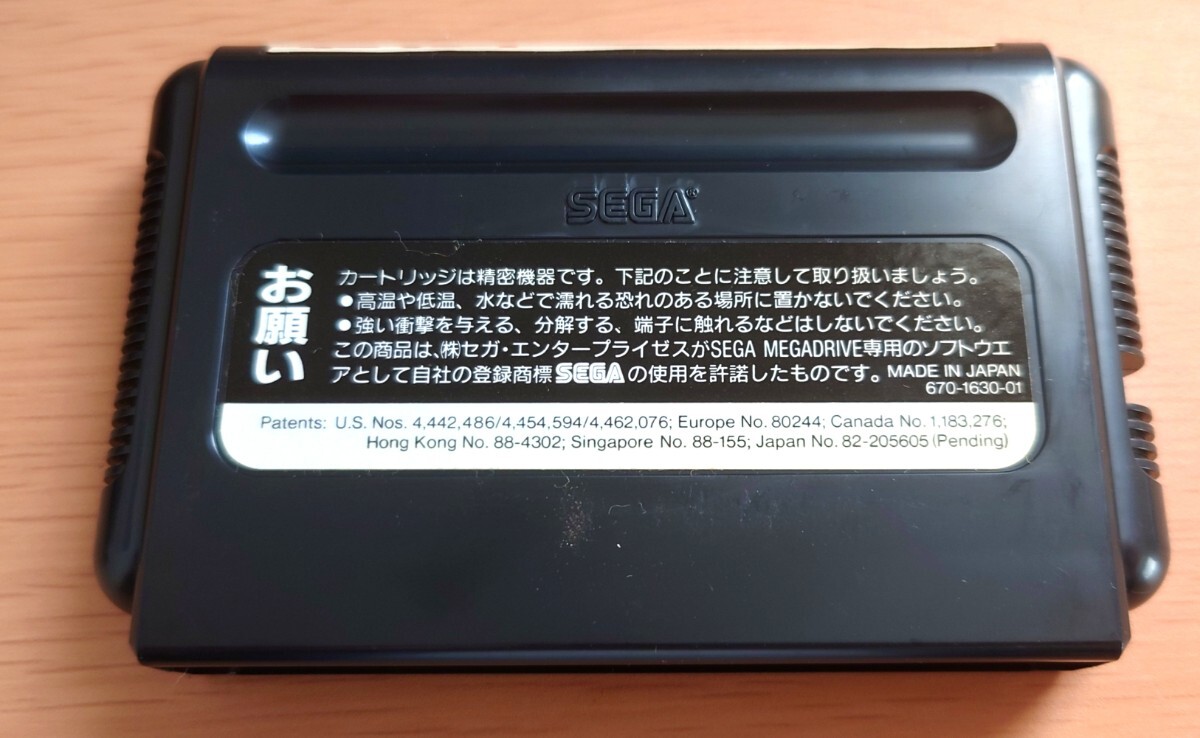 SEGA®
お願い
カートリッジは精密機器です。下記のことに注意して取り扱いましょう。
●高温や低温、水などで濡れる恐れのある場所に置かないでください。
●強い衝撃を与える、分解する、端子に触れるなどはしないでください。
この商品は、㈱セガ・エンタープライゼスがSEGA MEGADRIVE専用のソフトウエ
アとして自社の登録商標SEGAの使用を許諾したものです。MADE IN JAPAN
670-1630-01
Patents: U.S. Nos. 4,442,486/4,454,594/4,462,076; Europe No. 80244; Canada No. 1,183,276;
Hong Kong No. 88-4302; Singapore No. 88-155; Japan No. 82-205605 (Pending)